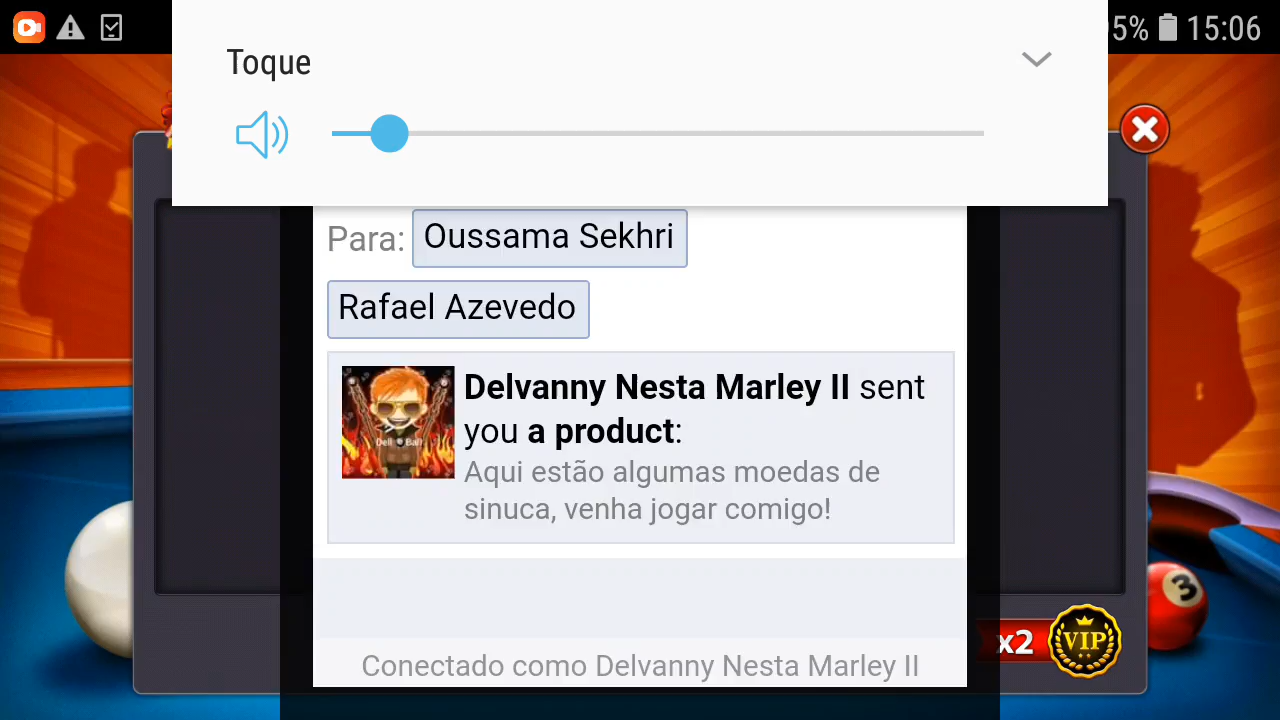 5% 15:06
Toque
Para: Oussama Sekhri
Rafael Azevedo
Delvanny Nesta Marley II sent
you a product:
Aqui estão algumas moedas de
sinuca, venha jogar comigo!
x2 VIP
3
Conectado como Delvanny Nesta Marley II